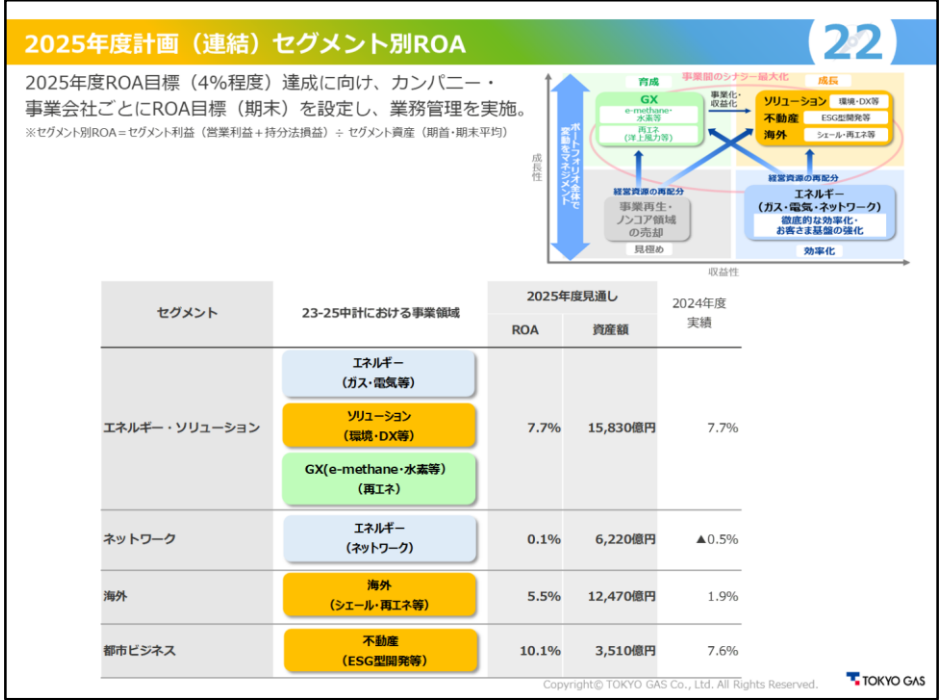 2025年度計画（連結）セグメント別ROA
22
2025年度ROA目標（4%程度）達成に向け、カンパニー・
事業会社ごとにROA目標（期末）を設定し、業務管理を実施。
※セグメント別ROA＝セグメント利益（営業利益＋持分法損益）÷ セグメント資産（期首・期末平均）
事業間のシナジー最大化
育成
成長
GX
e-methane・
水素等
再エネ
(洋上風力等)
事業化・
収益化
ソリューション
環境・DX等
不動産
ESG型開発等
海外
シェール・再エネ等
ポートフォリオ全体で
変動をマネジメント
成長性
経営資源の再配分
経営資源の再配分
事業再生・
ノンコア領域
の売却
見極め
エネルギー
(ガス・電気・ネットワーク)
徹底的な効率化・
お客さま基盤の強化
効率化
収益性
セグメント
23-25中計における事業領域
2025年度見通し
ROA
資産額
2024年度
実績
エネルギー・ソリューション
エネルギー
(ガス・電気等)
ソリューション
(環境・DX等)
GX(e-methane・水素等)
(再エネ)
7.7%
15,830億円
7.7%
ネットワーク
エネルギー
(ネットワーク)
0.1%
6,220億円
▲0.5%
海外
海外
(シェール・再エネ等)
5.5%
12,470億円
1.9%
都市ビジネス
不動産
(ESG型開発等)
10.1%
3,510億円
7.6%
Copyright© TOKYO GAS Co., Ltd. All Rights Reserved.
TOKYO GAS